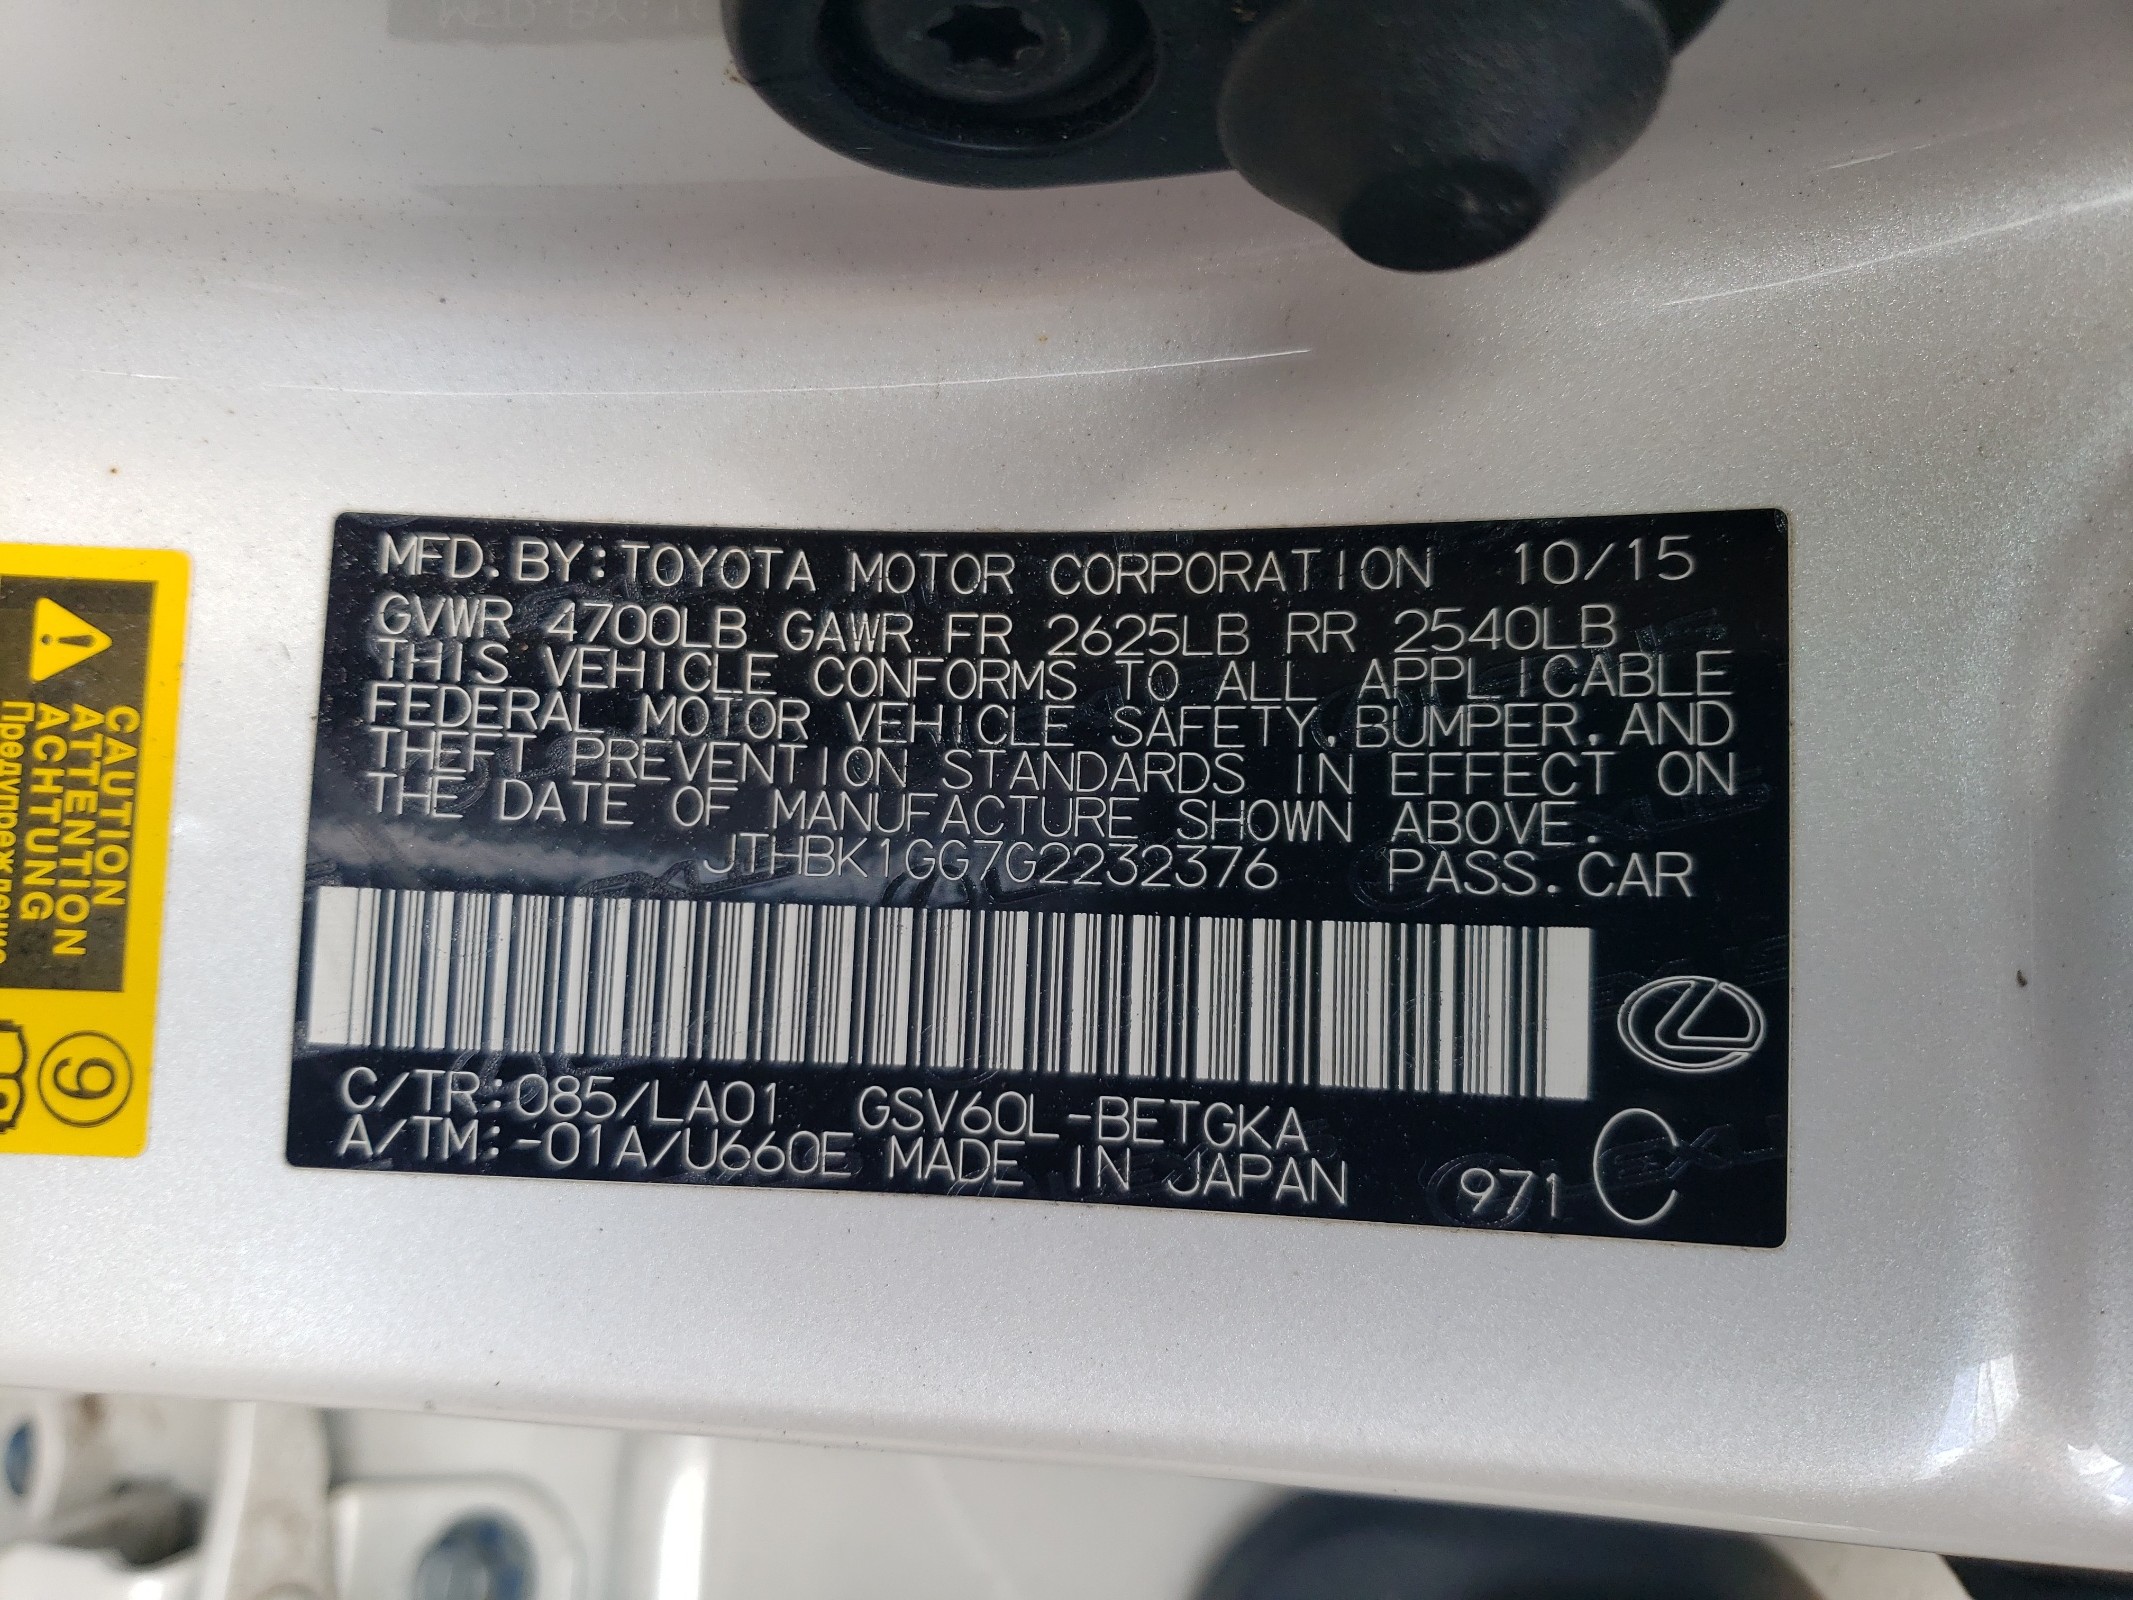 MFD.BY:TOYOTA MOTOR CORPORATION 10/15
GVWR 4700LB GAWR FR 2625LB RR 2540LB
THIS VEHICLE CONFORMS TO ALL APPLICABLE
FEDERAL MOTOR VEHICLE SAFETY,BUMPER,AND
THEFT PREVENTION STANDARDS IN EFFECT ON
THE DATE OF MANUFACTURE SHOWN ABOVE.
JTHBK1GG7G2232376 PASS.CAR
C/TR:085/LA01 GSV60L-BETGKA
A/TM:-01A/U660E MADE IN JAPAN 971 C
CAUTION
ATTENTION
ACHTUNG
9